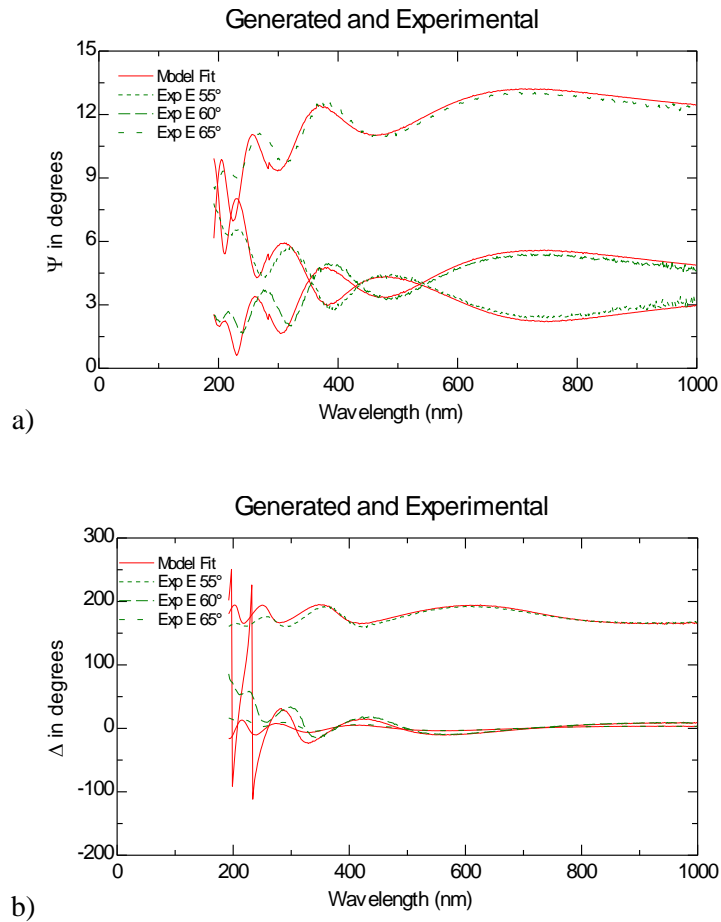 Generated and Experimental
15
12
9
6
3
0
Ψ in degrees
Model Fit
Exp E 55°
Exp E 60°
Exp E 65°
0 200 400 600 800 1000
Wavelength (nm)
a)
Generated and Experimental
300
200
100
0
-100
-200
Δ in degrees
Model Fit
Exp E 55°
Exp E 60°
Exp E 65°
0 200 400 600 800 1000
Wavelength (nm)
b)